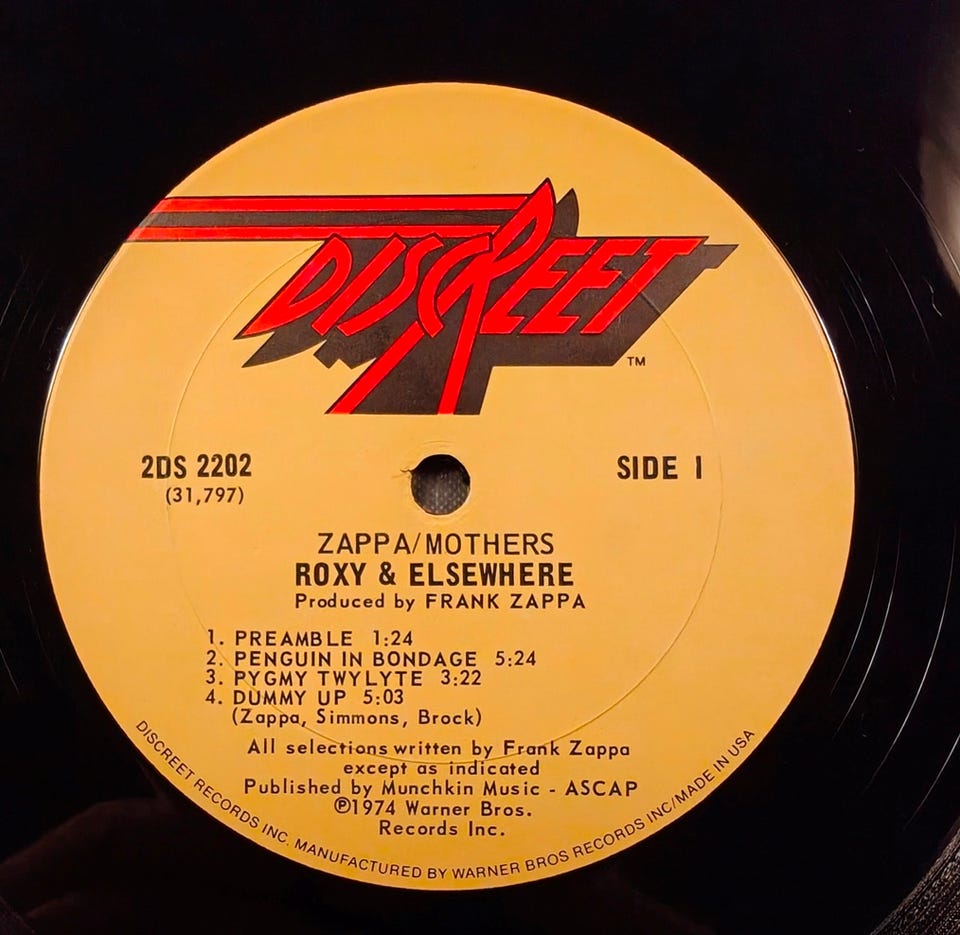 DISCREET
TM
2DS 2202
(31,797)
SIDE 1
ZAPPA/MOTHERS
ROXY & ELSEWHERE
Produced by FRANK ZAPPA
1. PREAMBLE 1:24
2. PENGUIN IN BONDAGE 5:24
3. PYGMY TWYLYTE 3:22
4. DUMMY UP 5:03
(Zappa, Simmons, Brock)
All selections written by Frank Zappa
except as indicated
Published by Munchkin Music - ASCAP
℗1974 Warner Bros.
Records Inc.
DISCREET RECORDS INC. MANUFACTURED BY WARNER BROS RECORDS INC/MADE IN USA